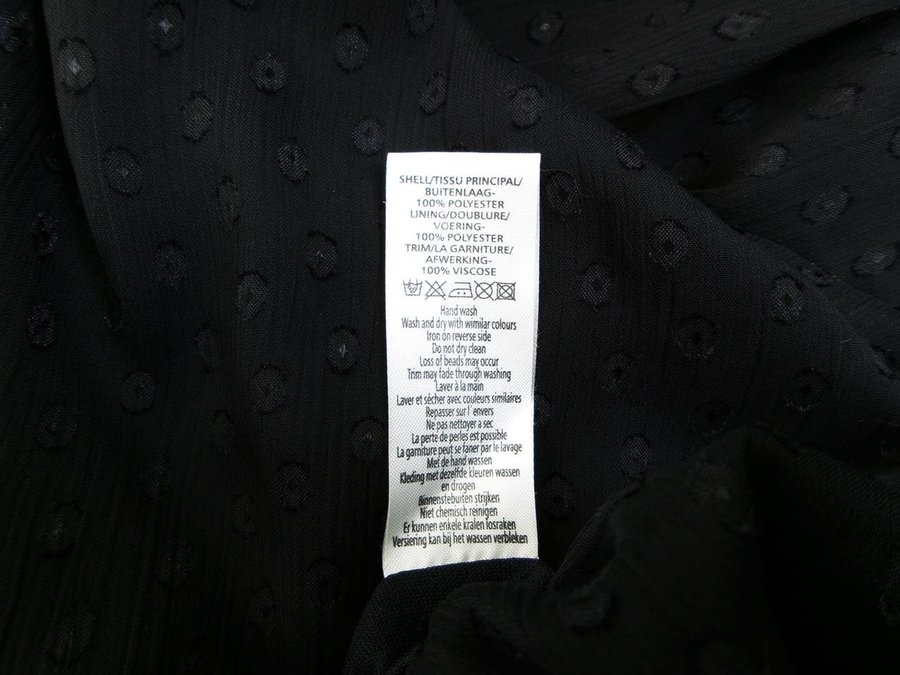 SHELL/TISSU PRINCIPAL/
BUITENLAAG-
100% POLYESTER
LINING/DOUBLURE/
VOERING-
100% POLYESTER
TRIM/LA GARNITURE/
AFWERKING-
100% VISCOSE
Hand wash
Wash and dry with wimilar colours
Iron on reverse side
Do not dry clean
Loss of beads may occur
Trim may fade through washing
Laver à la main
Laver et sécher avec couleurs similaires
Repasser sur l'envers
Ne pas nettoyer a sec
La perte de perles est possible
La garniture peut se faner par le lavage
Met de hand wassen
Kleding met dezelfde kleuren wassen
en drogen
Binnenstebuiten strijken
Niet chemisch reinigen
Er kunnen enkele kralen losraken
Versiering kan bij het wassen verbleken